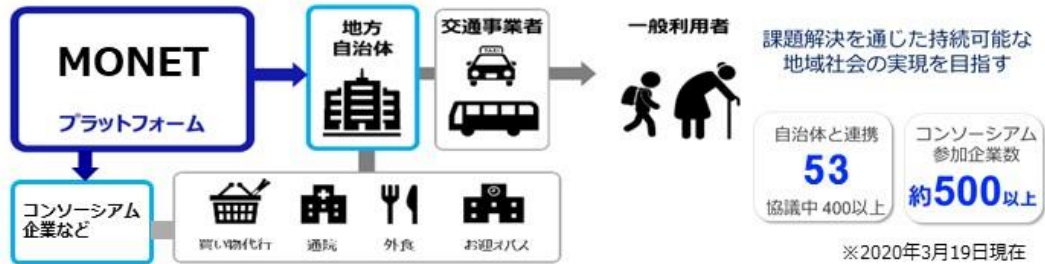 MONET
プラットフォーム
地方
自治体
交通事業者
TAXI
一般利用者
課題解決を通じた持続可能な
地域社会の実現を目指す
自治体と連携
53
協議中 400以上
コンソーシアム
参加企業数
約500以上
コンソーシアム
企業など
買い物代行
通院
外食
お迎えバス
※2020年3月19日現在